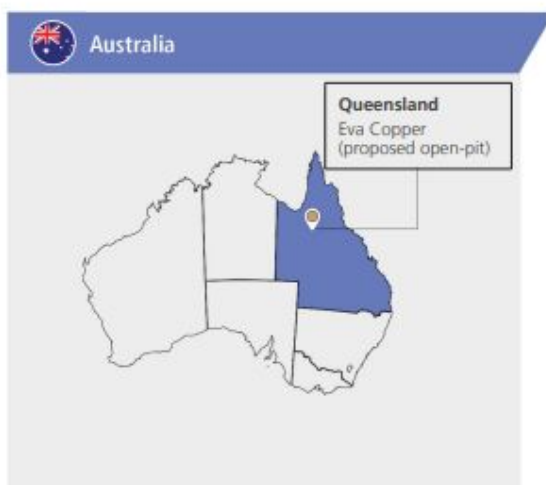 Australia
Queensland
Eva Copper
(proposed open-pit)